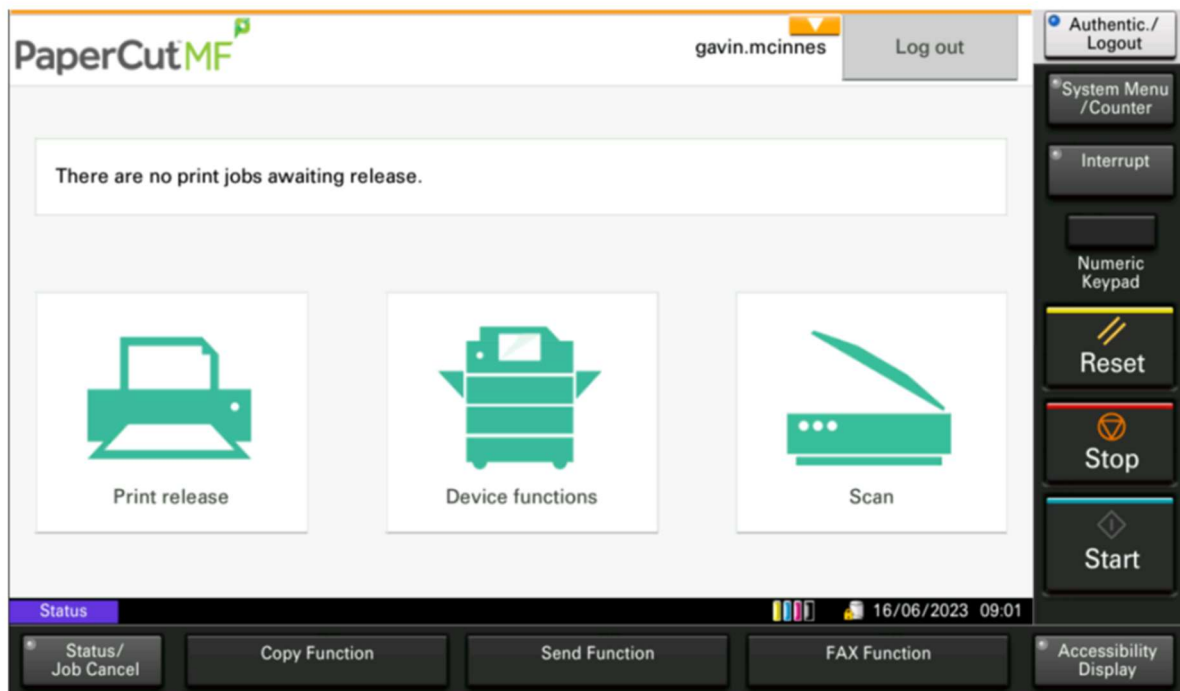 PaperCut MF
gavin.mcinnes
Log out
There are no print jobs awaiting release.
Print release
Device functions
Scan
Status
16/06/2023 09:01
Status/
Job Cancel
Copy Function
Send Function
FAX Function
Authentic./
Logout
System Menu
/Counter
Interrupt
Numeric
Keypad
Reset
Stop
Start
Accessibility
Display